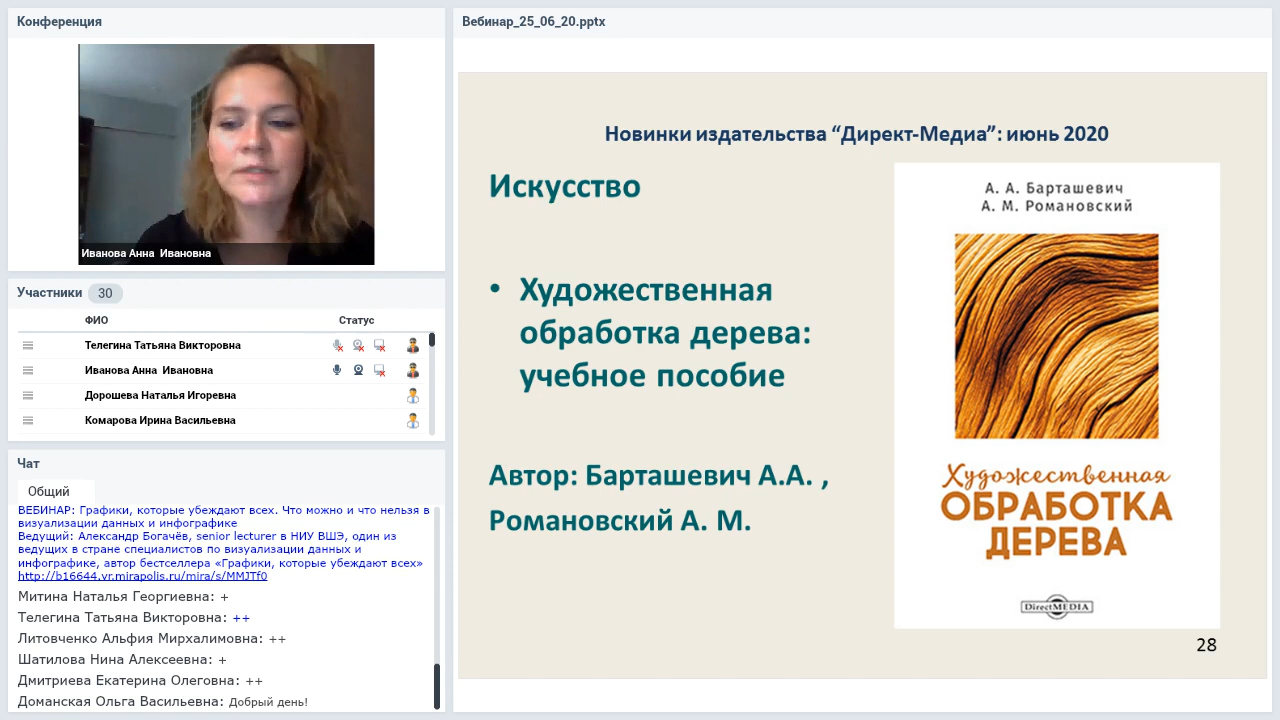 Конференция
Иванова Анна  Ивановна
Участники 30
ФИО Статус
Телегина Татьяна Викторовна
Иванова Анна  Ивановна
Дорошева Наталья Игоревна
Комарова Ирина Васильевна
Чат
Общий
ВЕБИНАР: Графики, которые убеждают всех. Что можно и что нельзя в
визуализации данных и инфографике
Ведущий: Александр Богачёв, senior lecturer в НИУ ВШЭ, один из
ведущих в стране специалистов по визуализации данных и
инфографике, автор бестселлера «Графики, которые убеждают всех»
http://b16644.vr.mirapolis.ru/mira/s/MMJTf0
Митина Наталья Георгиевна: +
Телегина Татьяна Викторовна: ++
Литовченко Альфия Мирхалимовна: ++
Шатилова Нина Алексеевна: +
Дмитриева Екатерина Олеговна: ++
Доманская Ольга Васильевна: Добрый день!
Вебинар_25_06_20.pptx
Новинки издательства “Директ-Медиа”: июнь 2020
Искусство
• Художественная
обработка дерева:
учебное пособие
Автор: Барташевич А.А. ,
Романовский А. М.
А. А. Барташевич
А. М. Романовский
Художественная
ОБРАБОТКА
ДЕРЕВА
DirectMEDIA
28